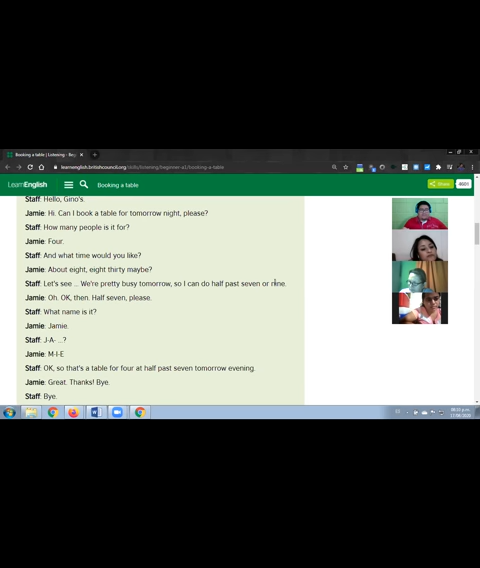 Booking a table | Listening - Be
learnenglish.britishcouncil.org/skills/listening/beginner-a1/booking-a-table
LearnEnglish
Booking a table
Share
4601
Staff: Hello, Gino's.
Jamie: Hi. Can I book a table for tomorrow night, please?
Staff: How many people is it for?
Jamie: Four.
Staff: And what time would you like?
Jamie: About eight, eight thirty maybe?
Staff: Let's see ... We're pretty busy tomorrow, so I can do half past seven or nine.
Jamie: Oh. OK, then. Half seven, please.
Staff: What name is it?
Jamie: Jamie.
Staff: J-A- ...?
Jamie: M-I-E
Staff: OK, so that's a table for four at half past seven tomorrow evening.
Jamie: Great. Thanks! Bye.
Staff: Bye.
ES